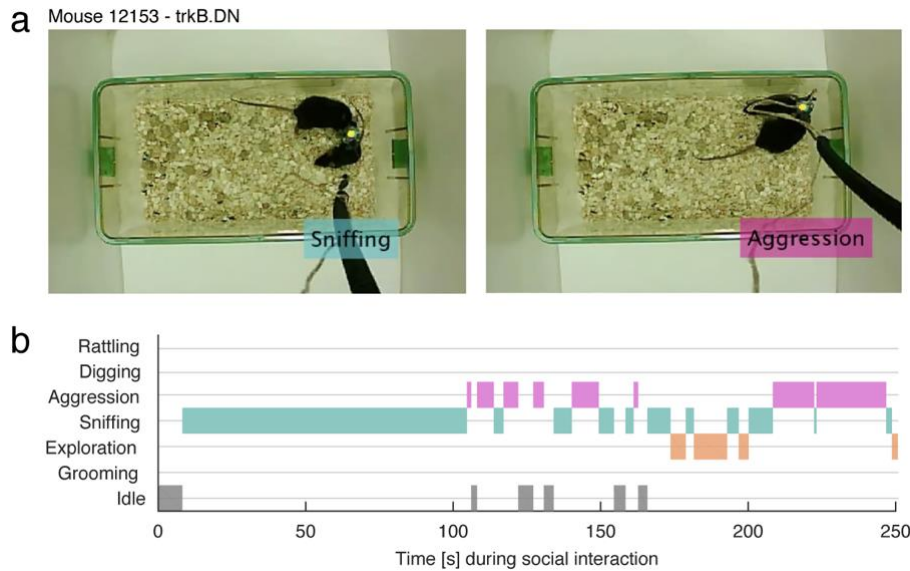 a
Mouse 12153 - trkB.DN
Sniffing
Aggression
b
Rattling
Digging
Aggression
Sniffing
Exploration
Grooming
Idle
0 50 100 150 200 250
Time [s] during social interaction